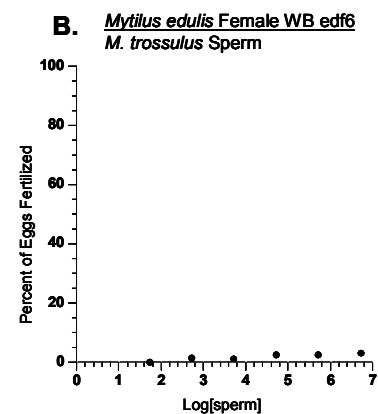 B. Mytilus edulis Female WB edf6
M. trossulus Sperm
100
80
60
40
20
0
Percent of Eggs Fertilized
0 1 2 3 4 5 6 7
Log[sperm]